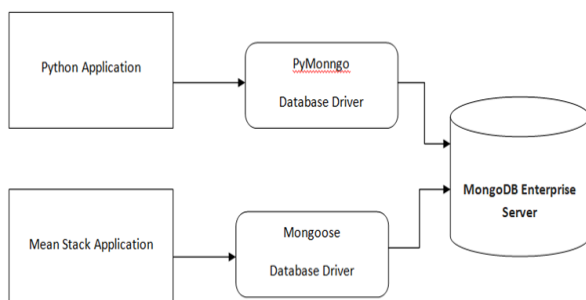 Python Application
PyMonngo
Database Driver
MongoDB Enterprise
Server
Mean Stack Application
Mongoose
Database Driver